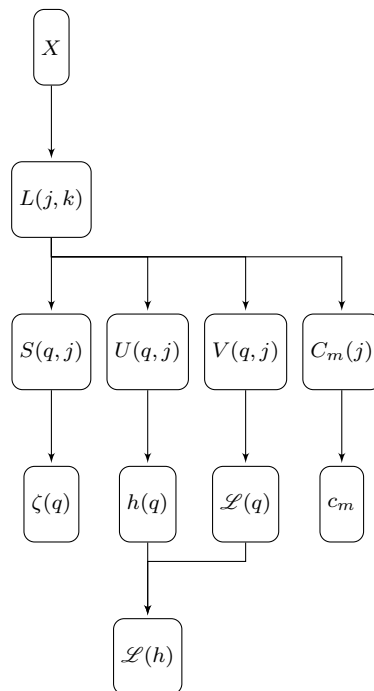 X
L(j, k)
S(q, j) U(q, j) V(q, j) C_m(j)
ζ(q) h(q) ℒ(q) c_m
ℒ(h)